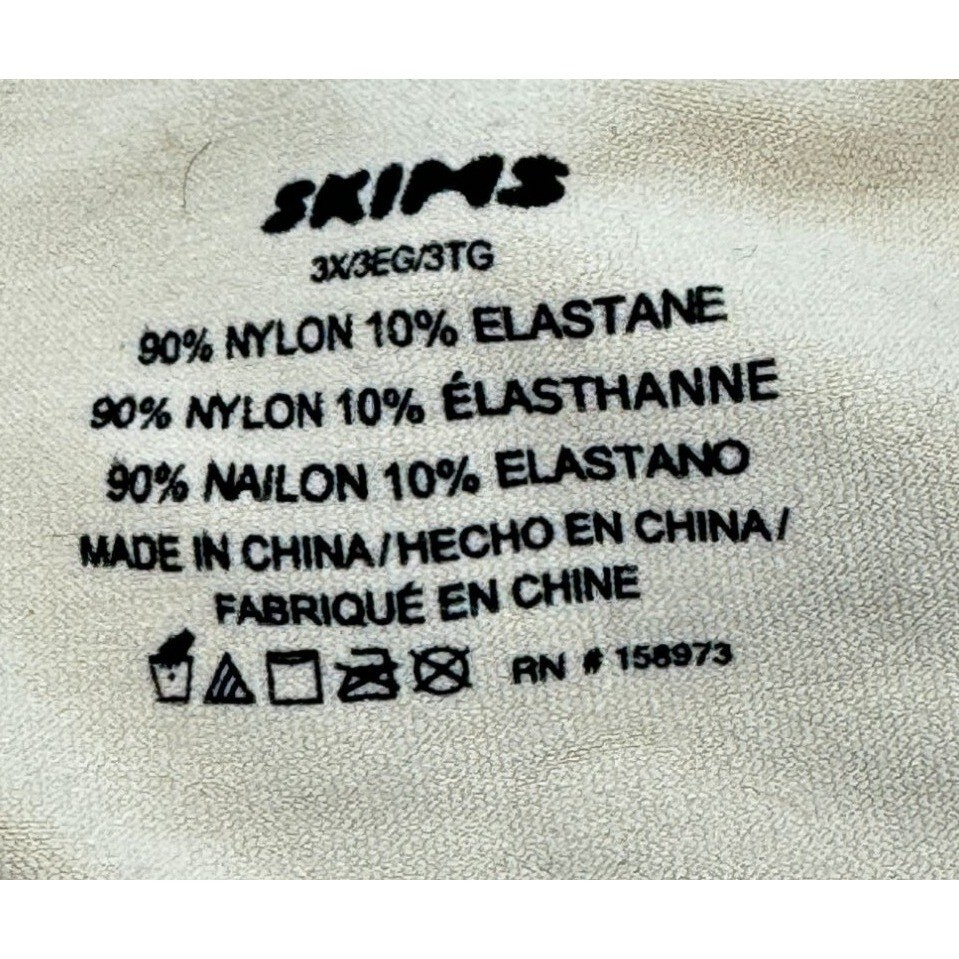 SKIMS
3X/3EG/3TG
90% NYLON 10% ELASTANE
90% NYLON 10% ÉLASTHANNE
90% NAILON 10% ELASTANO
MADE IN CHINA/HECHO EN CHINA/
FABRIQUÉ EN CHINE
RN # 158973